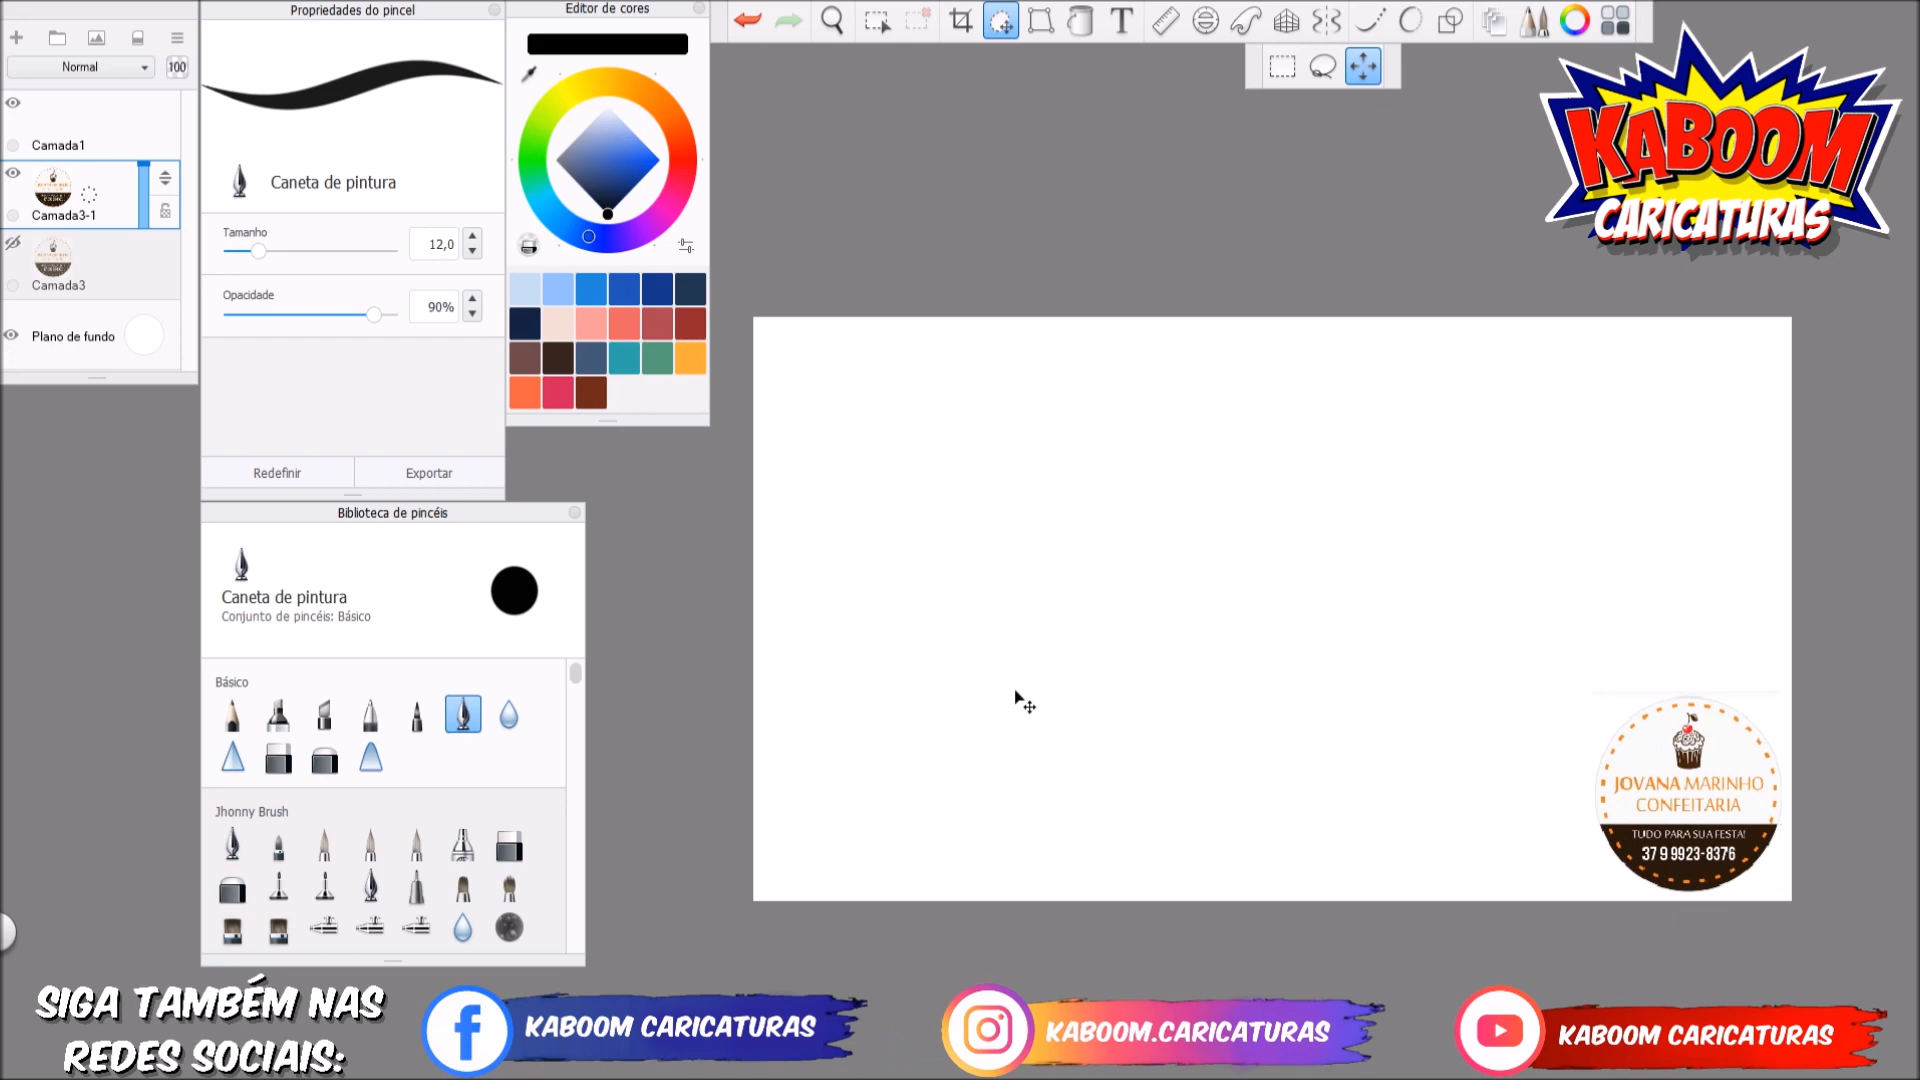 Propriedades do pincel
Editor de cores
Normal
100
Camada1
Camada3-1
Camada3
Plano de fundo
Caneta de pintura
Tamanho
12,0
Opacidade
90%
Redefinir
Exportar
Biblioteca de pincéis
Caneta de pintura
Conjunto de pincéis: Básico
Básico
Jhonny Brush
T
KABOOM
CARICATURAS
JOVANA MARINHO
CONFEITARIA
TUDO PARA SUA FESTA!
37 9 9923-8376
SIGA TAMBÉM NAS
REDES SOCIAIS:
KABOOM CARICATURAS
KABOOM.CARICATURAS
KABOOM CARICATURAS